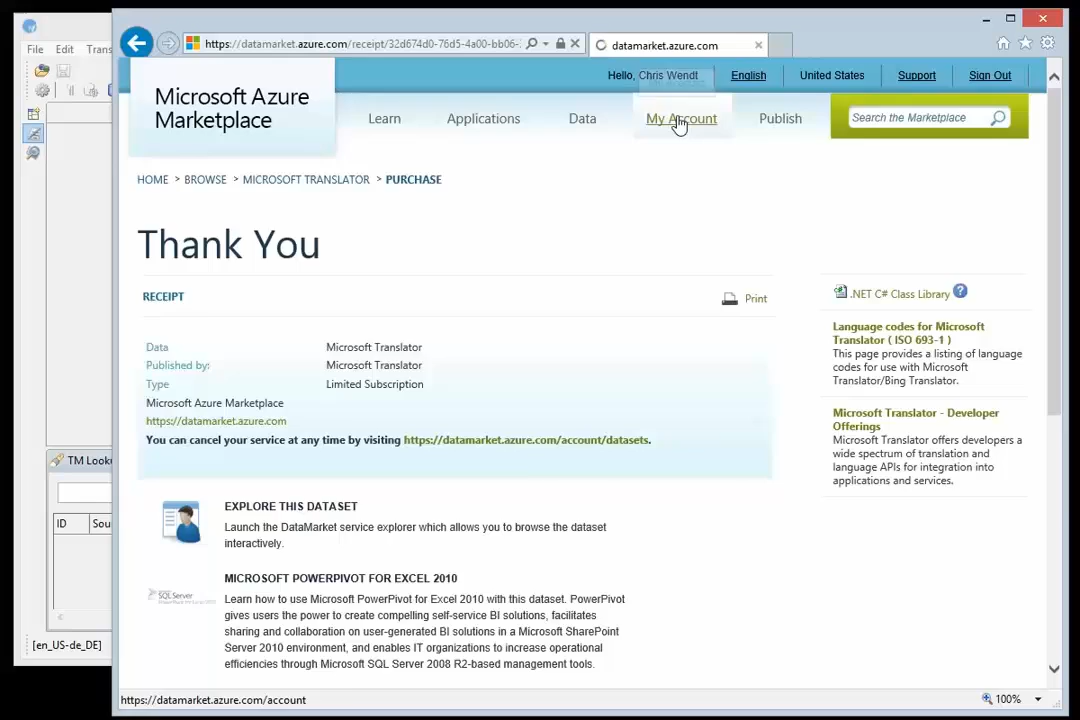 File Edit Trans
https://datamarket.azure.com/receipt/32d674d0-76d5-4a00-bb06-
datamarket.azure.com
Hello, Chris Wendt
English
United States
Support
Sign Out
Microsoft Azure
Marketplace
Learn
Applications
Data
My Account
Publish
Search the Marketplace
HOME > BROWSE > MICROSOFT TRANSLATOR > PURCHASE
Thank You
RECEIPT
Print
Data Microsoft Translator
Published by: Microsoft Translator
Type Limited Subscription
Microsoft Azure Marketplace
https://datamarket.azure.com
You can cancel your service at any time by visiting https://datamarket.azure.com/account/datasets.
EXPLORE THIS DATASET
Launch the DataMarket service explorer which allows you to browse the dataset
interactively.
SQL Server
MICROSOFT POWERPIVOT FOR EXCEL 2010
Learn how to use Microsoft PowerPivot for Excel 2010 with this dataset. PowerPivot
gives users the power to create compelling self-service BI solutions, facilitates
sharing and collaboration on user-generated BI solutions in a Microsoft SharePoint
Server 2010 environment, and enables IT organizations to increase operational
efficiencies through Microsoft SQL Server 2008 R2-based management tools.
.NET C# Class Library ?
Language codes for Microsoft
Translator ( ISO 693-1 )
This page provides a listing of language
codes for use with Microsoft
Translator/Bing Translator.
Microsoft Translator - Developer
Offerings
Microsoft Translator offers developers a
wide spectrum of translation and
language APIs for integration into
applications and services.
TM Looku
ID Sou
[en_US-de_DE]
https://datamarket.azure.com/account
100%